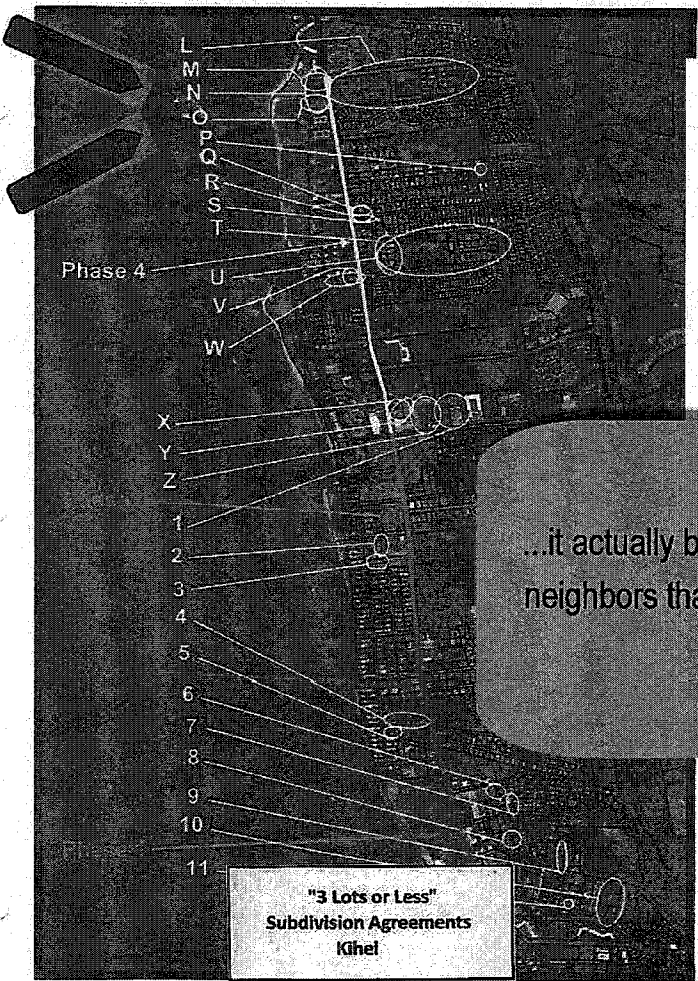 L
M
N
O
P
Q
R
S
T
Phase 4
U
V
W
X
Y
Z
1
...it actually b
neighbors tha
2
3
4
5
6
7
8
9
10
11
"3 Lots or Less"
Subdivision Agreements
Kihei